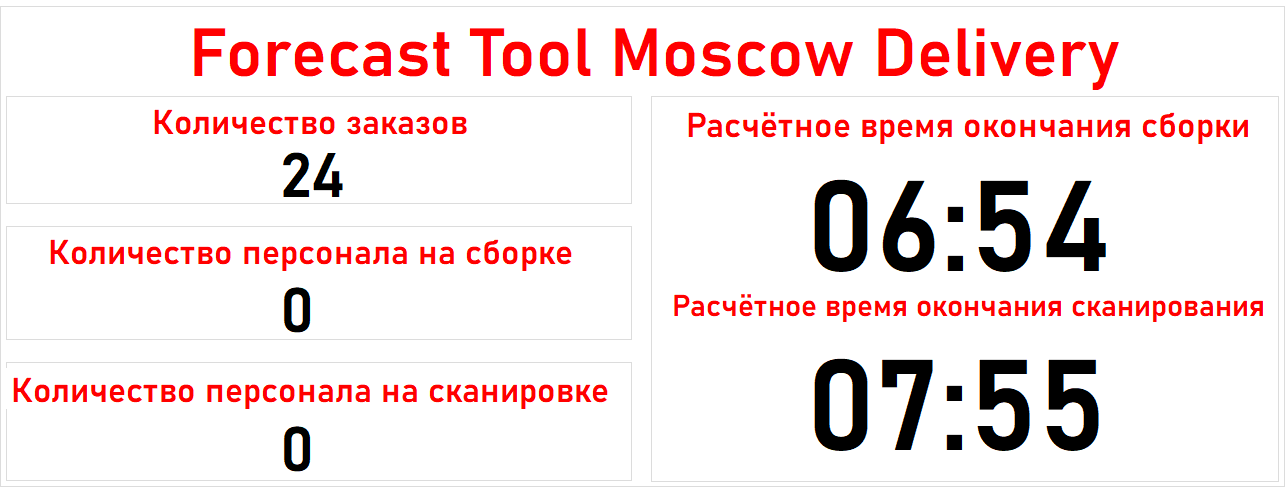 Forecast Tool Moscow Delivery
Количество заказов
24
Количество персонала на сборке
0
Количество персонала на сканировке
0
Расчётное время окончания сборки
06:54
Расчётное время окончания сканирования
07:55